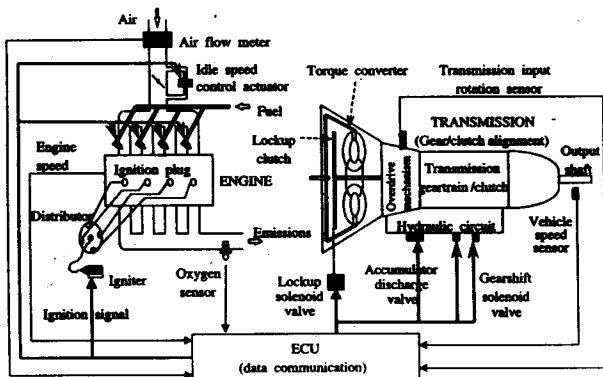 Air
Air flow meter
Idle speed
control actuator
Fuel
Engine
speed
Ignition plug
ENGINE
Distributor
Emissions
Igniter
Oxygen
sensor
Ignition signal
Torque converter
Transmission input
rotation sensor
Lockup
clutch
TRANSMISSION
(Gear/clutch alignment)
Overdrive
mechanism
Transmission
geartrain/clutch
Output
shaft
Hydraulic circuit
Vehicle
speed
sensor
Lockup
solenoid
valve
Accumulator
discharge
valve
Gearshift
solenoid
valve
ECU
(data communication)